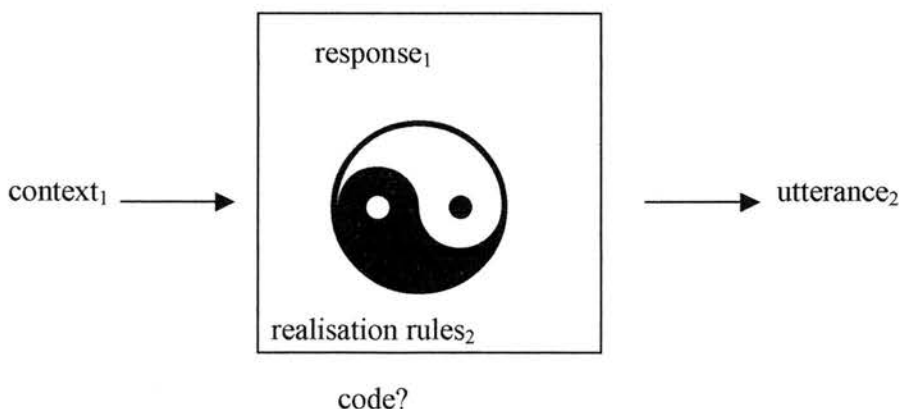 response₁
context₁
utterance₂
realisation rules₂
code?